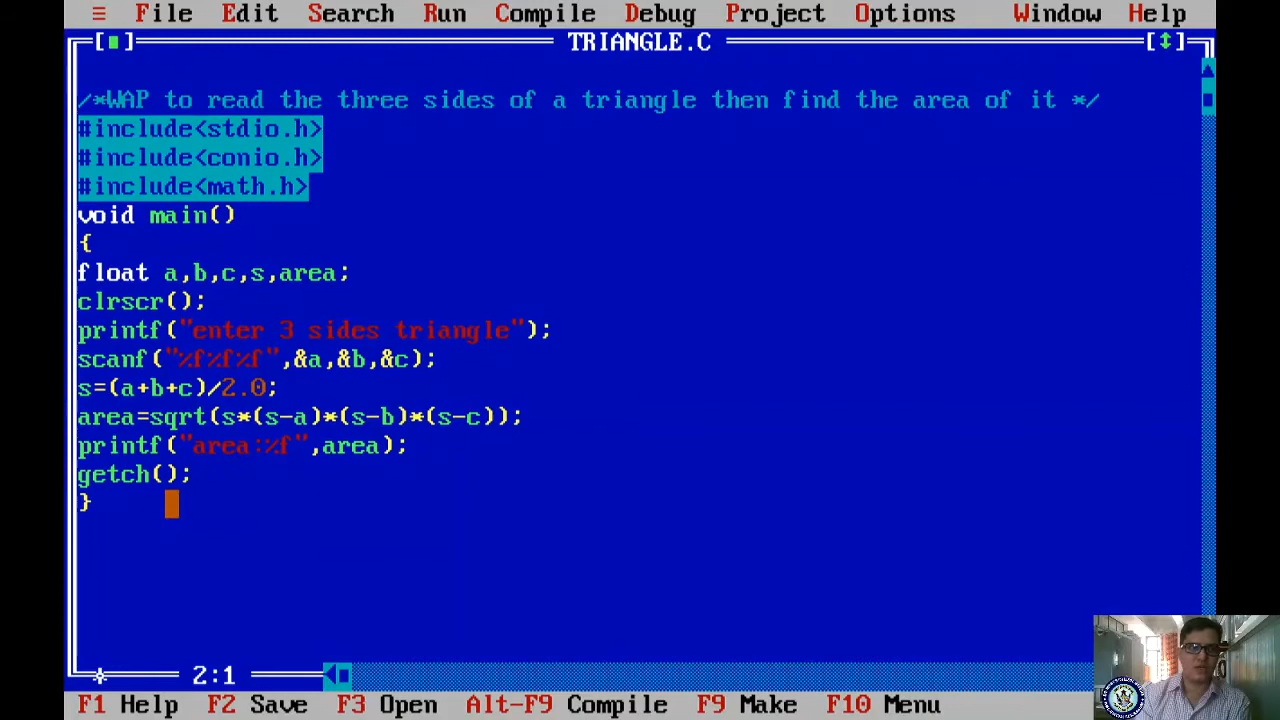 ≡ File Edit Search Run Compile Debug Project Options Window Help
[■] TRIANGLE.C [↕]
/*WAP to read the three sides of a triangle then find the area of it */
#include<stdio.h>
#include<conio.h>
#include<math.h>
void main()
{
float a,b,c,s,area;
clrscr();
printf("enter 3 sides triangle");
scanf("%f%f%f",&a,&b,&c);
s=(a+b+c)/2.0;
area=sqrt(s*(s-a)*(s-b)*(s-c));
printf("area:%f",area);
getch();
}
* 2:1
F1 Help F2 Save F3 Open Alt-F9 Compile F9 Make F10 Menu